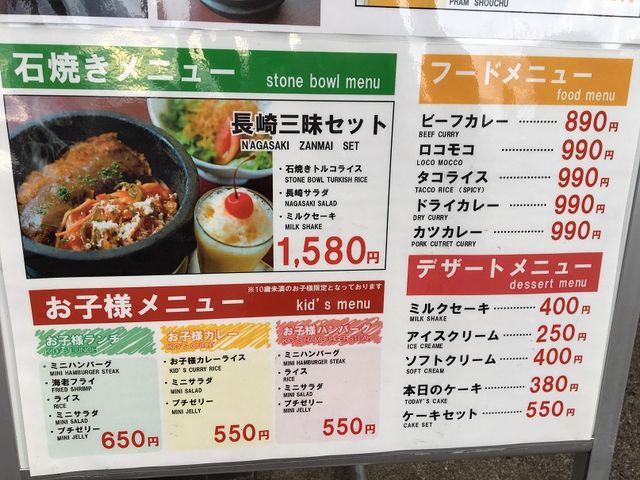 PRAM SHOUCHU
石焼きメニュー
stone bowl menu
長崎三昧セット
NAGASAKI ZANMAI SET
・石焼きトルコライス
STONE BOWL TURKISH RICE
・長崎サラダ
NAGASAKI SALAD
・ミルクセーキ
MILK SHAKE
1,580円
※10歳未満のお子様限定となっております
お子様メニュー
kid's menu
お子様ランチ
・ミニハンバーグ
MINI HAMBURGER STEAK
・海老フライ
FRIED SHRIMP
・ライス
RICE
・ミニサラダ
MINI SALAD
・プチゼリー
MINI JELLY
650円
お子様カレー
・お子様カレーライス
KID'S CURRY RICE
・ミニサラダ
MINI SALAD
・プチゼリー
MINI JELLY
550円
お子様ハンバーグ
・ミニハンバーグ
MINI HAMBURGER STEAK
・ライス
RICE
・ミニサラダ
MINI SALAD
・プチゼリー
MINI JELLY
550円
フードメニュー
food menu
ビーフカレー ………… 890円
BEEF CURRY
ロコモコ ………… 990円
LOCO MOCCO
タコライス ………… 990円
TACCO RICE (SPICY)
ドライカレー ………… 990円
DRY CURRY
カツカレー ………… 990円
PORK CUTRET CURRY
デザートメニュー
dessert menu
ミルクセーキ ………… 400円
MILK SHAKE
アイスクリーム ………… 250円
ICE CREAME
ソフトクリーム ………… 400円
SOFT CREAM
本日のケーキ ………… 380円
TODAY'S CAKE
ケーキセット ………… 550円
CAKE SET